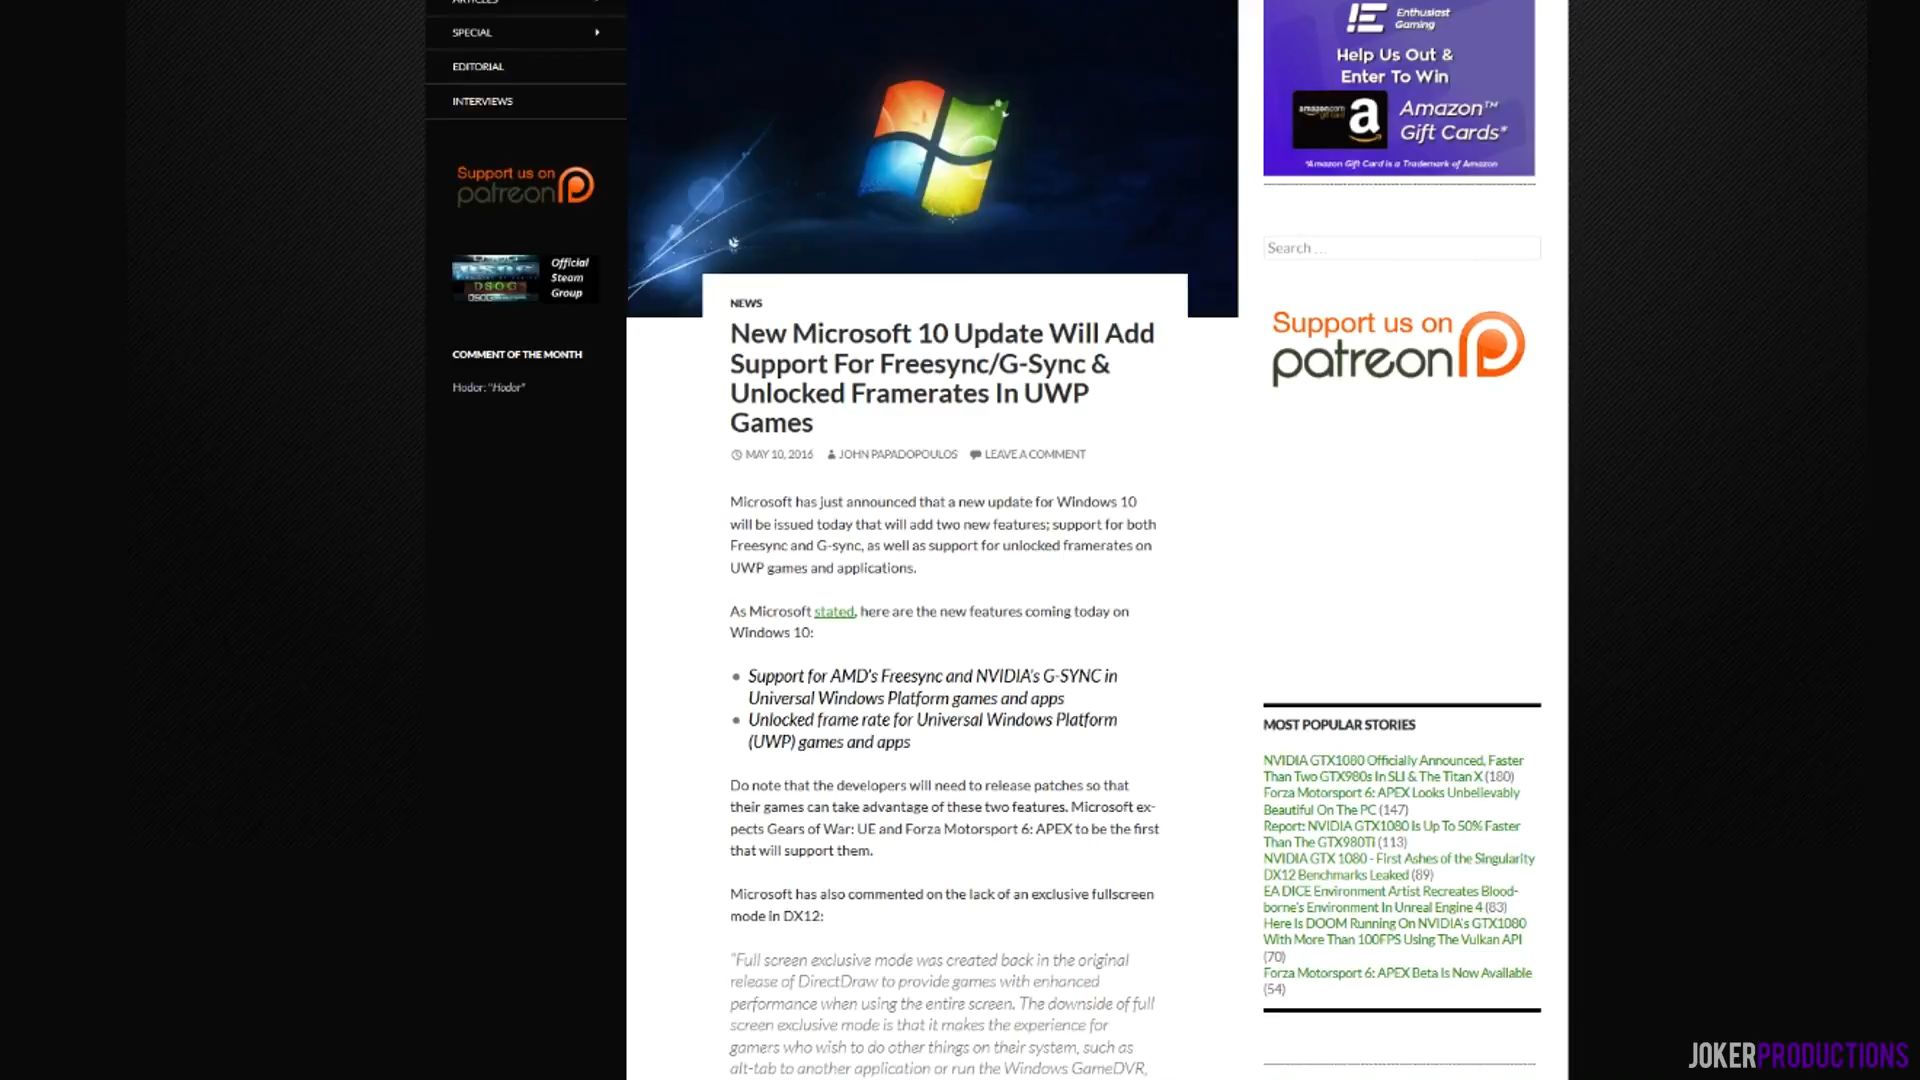 ARTICLES
SPECIAL
EDITORIAL
INTERVIEWS
Support us on
patreon
DSOG
DSOG
Official
Steam
Group
COMMENT OF THE MONTH
Hodor: "Hodor"
NEWS
New Microsoft 10 Update Will Add
Support For Freesync/G-Sync &
Unlocked Framerates In UWP
Games
MAY 10, 2016 JOHN PAPADOPOULOS LEAVE A COMMENT
Microsoft has just announced that a new update for Windows 10
will be issued today that will add two new features; support for both
Freesync and G-sync, as well as support for unlocked framerates on
UWP games and applications.
As Microsoft stated, here are the new features coming today on
Windows 10:
Support for AMD's Freesync and NVIDIA's G-SYNC in
Universal Windows Platform games and apps
Unlocked frame rate for Universal Windows Platform
(UWP) games and apps
Do note that the developers will need to release patches so that
their games can take advantage of these two features. Microsoft ex-
pects Gears of War: UE and Forza Motorsport 6: APEX to be the first
that will support them.
Microsoft has also commented on the lack of an exclusive fullscreen
mode in DX12:
"Full screen exclusive mode was created back in the original
release of DirectDraw to provide games with enhanced
performance when using the entire screen. The downside of full
screen exclusive mode is that it makes the experience for
gamers who wish to do other things on their system, such as
alt-tab to another application or run the Windows GameDVR,
Enthusiast
Gaming
Help Us Out &
Enter To Win
amazon.com
gift card
a
Amazon™
Gift Cards*
*Amazon Gift Card is a Trademark of Amazon
Search ...
Support us on
patreon
MOST POPULAR STORIES
NVIDIA GTX1080 Officially Announced, Faster
Than Two GTX980s In SLI & The Titan X (180)
Forza Motorsport 6: APEX Looks Unbelievably
Beautiful On The PC (147)
Report: NVIDIA GTX1080 Is Up To 50% Faster
Than The GTX980Ti (113)
NVIDIA GTX 1080 - First Ashes of the Singularity
DX12 Benchmarks Leaked (89)
EA DICE Environment Artist Recreates Blood-
borne's Environment In Unreal Engine 4 (83)
Here Is DOOM Running On NVIDIA's GTX1080
With More Than 100FPS Using The Vulkan API
(70)
Forza Motorsport 6: APEX Beta Is Now Available
(54)
JOKERPRODUCTIONS